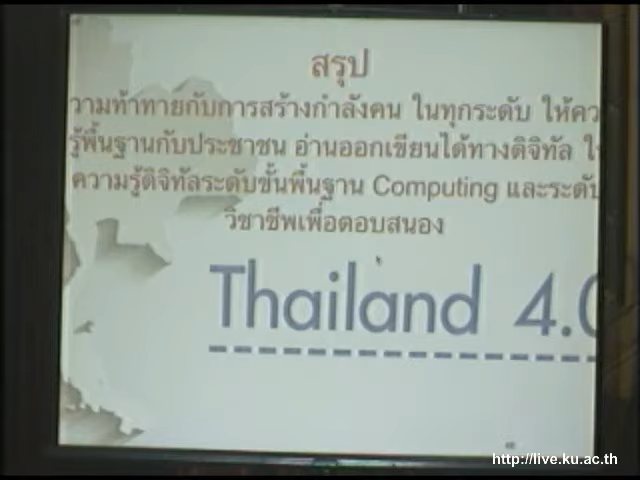 สรุป
วามท้าทายกับการสร้างกำลังคน ในทุกระดับ ให้คว
รู้พื้นฐานกับประชาชน อ่านออกเขียนได้ทางดิจิทัล ใ
ความรู้ดิจิทัลระดับขั้นพื้นฐาน Computing และระดับ
วิชาชีพเพื่อตอบสนอง
Thailand 4.0
http://live.ku.ac.th